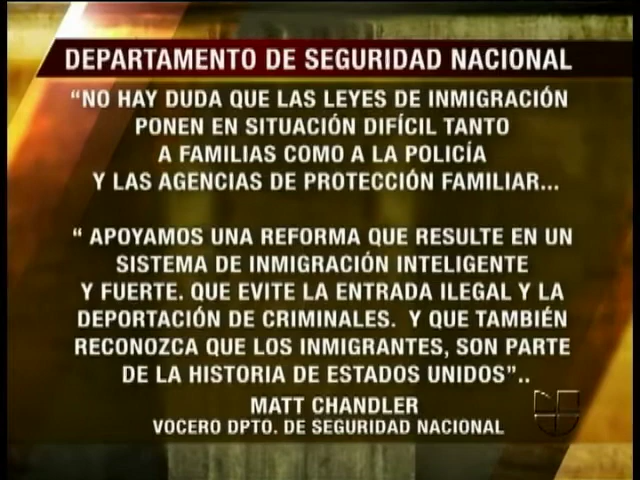 DEPARTAMENTO DE SEGURIDAD NACIONAL
“NO HAY DUDA QUE LAS LEYES DE INMIGRACIÓN
PONEN EN SITUACIÓN DIFÍCIL TANTO
A FAMILIAS COMO A LA POLICÍA
Y LAS AGENCIAS DE PROTECCIÓN FAMILIAR...
“ APOYAMOS UNA REFORMA QUE RESULTE EN UN
SISTEMA DE INMIGRACIÓN INTELIGENTE
Y FUERTE. QUE EVITE LA ENTRADA ILEGAL Y LA
DEPORTACIÓN DE CRIMINALES. Y QUE TAMBIÉN
RECONOZCA QUE LOS INMIGRANTES, SON PARTE
DE LA HISTORIA DE ESTADOS UNIDOS”..
MATT CHANDLER
VOCERO DPTO. DE SEGURIDAD NACIONAL